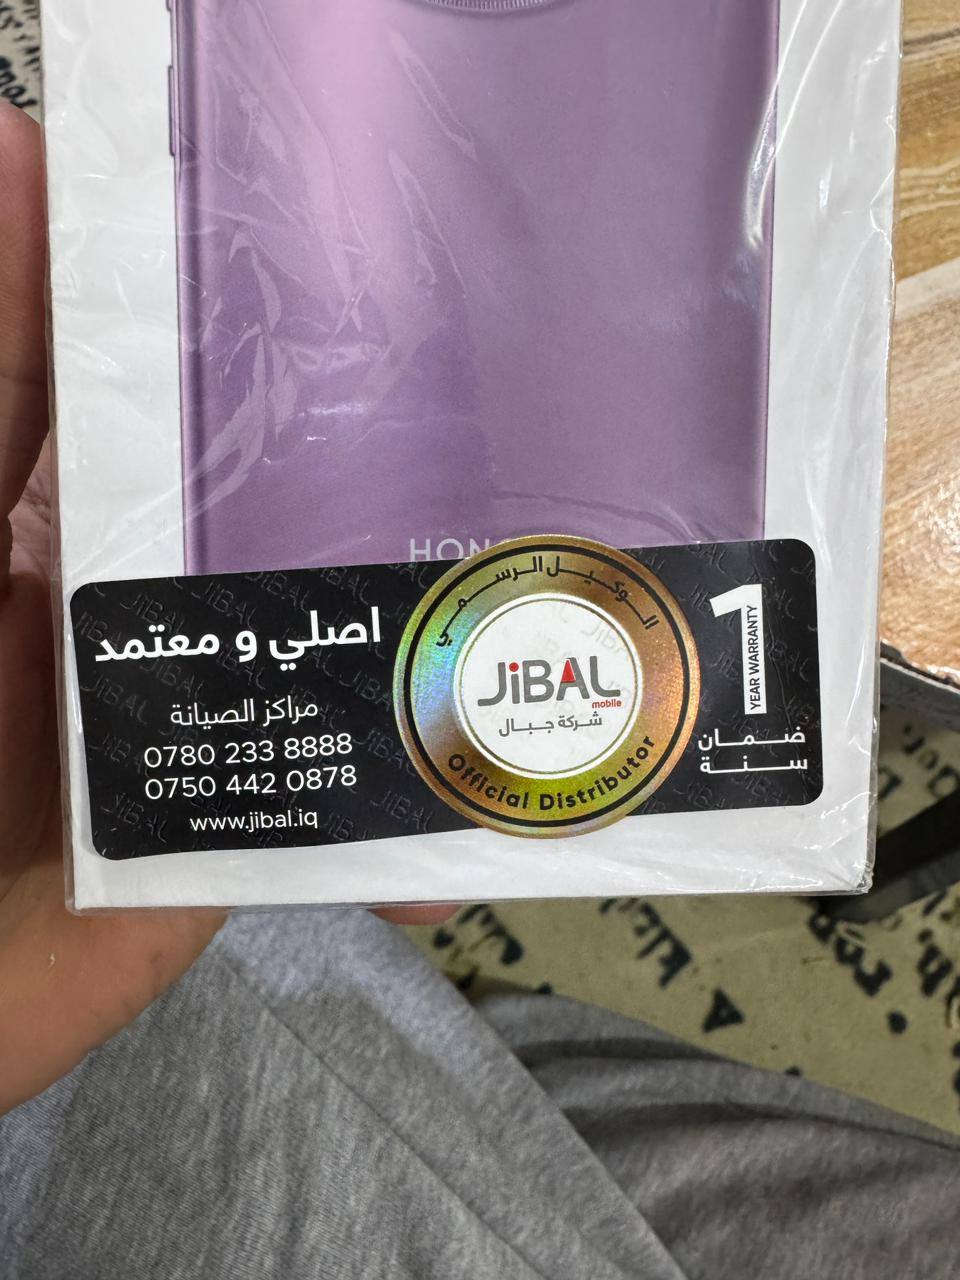 HONO
اصلي و معتمد
مراكز الصيانة
0780 233 8888
0750 442 0878
www.jibal.iq
الوكيل الرسمي
JiBAL
mobile
شركة جبال
Official Distributor
1
YEAR WARRANTY
ضمان
سنة